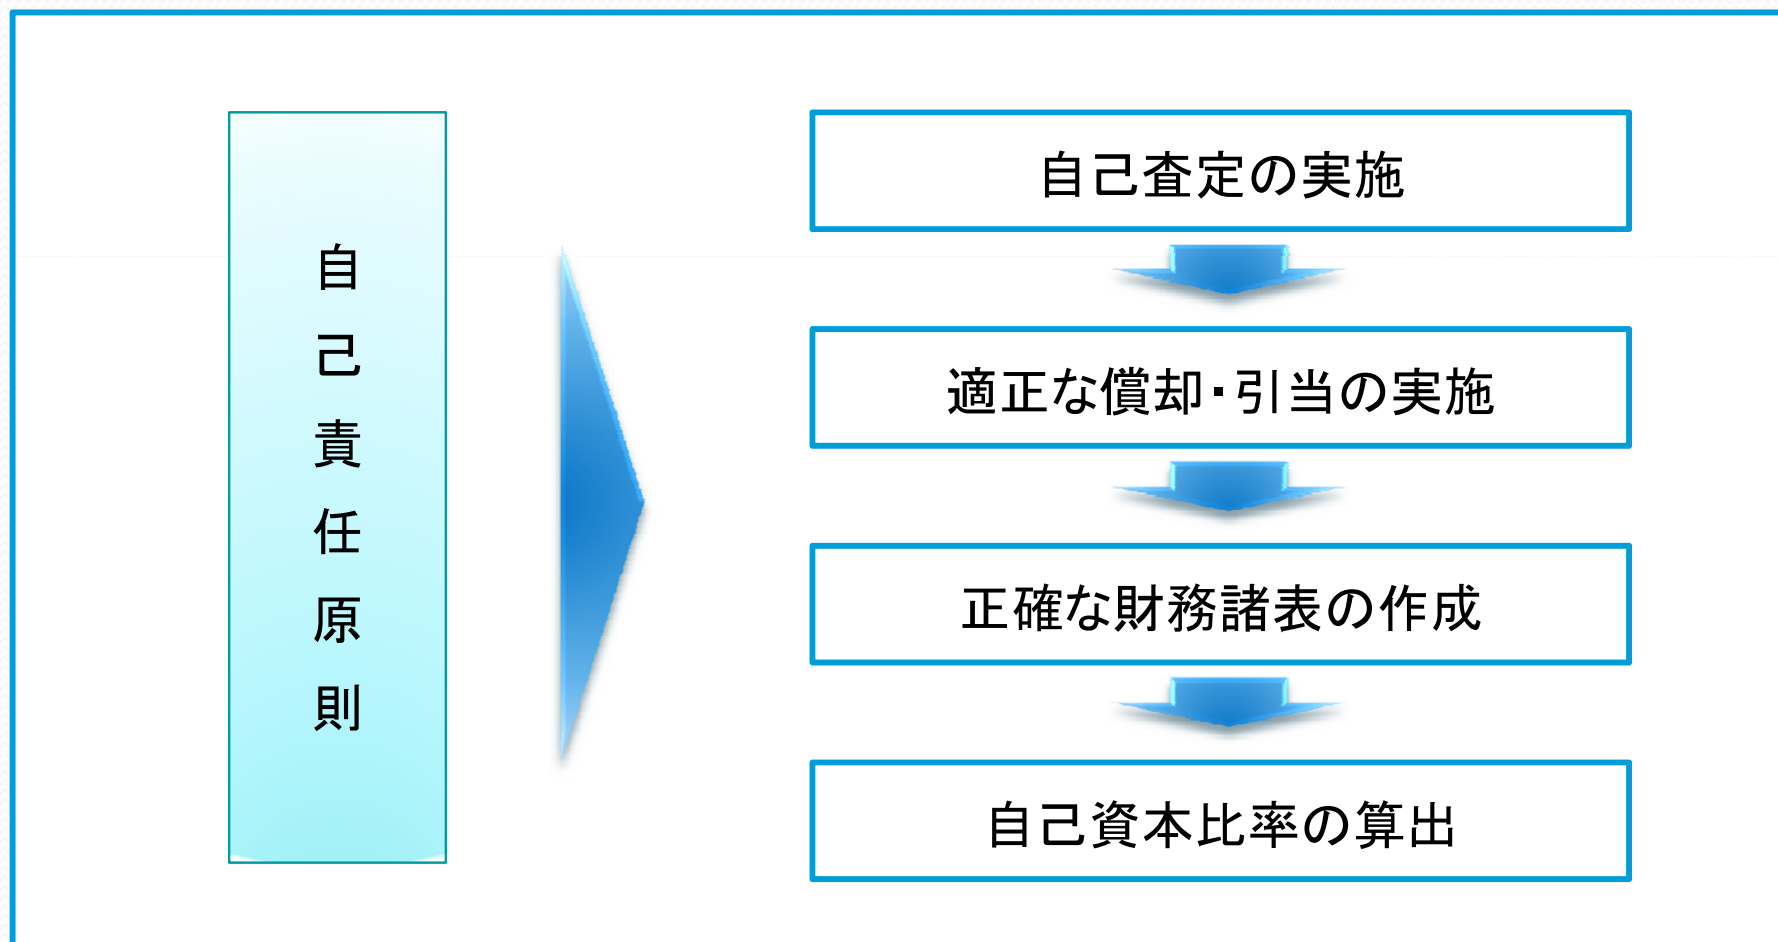 自己責任原則
自己査定の実施
適正な償却・引当の実施
正確な財務諸表の作成
自己資本比率の算出